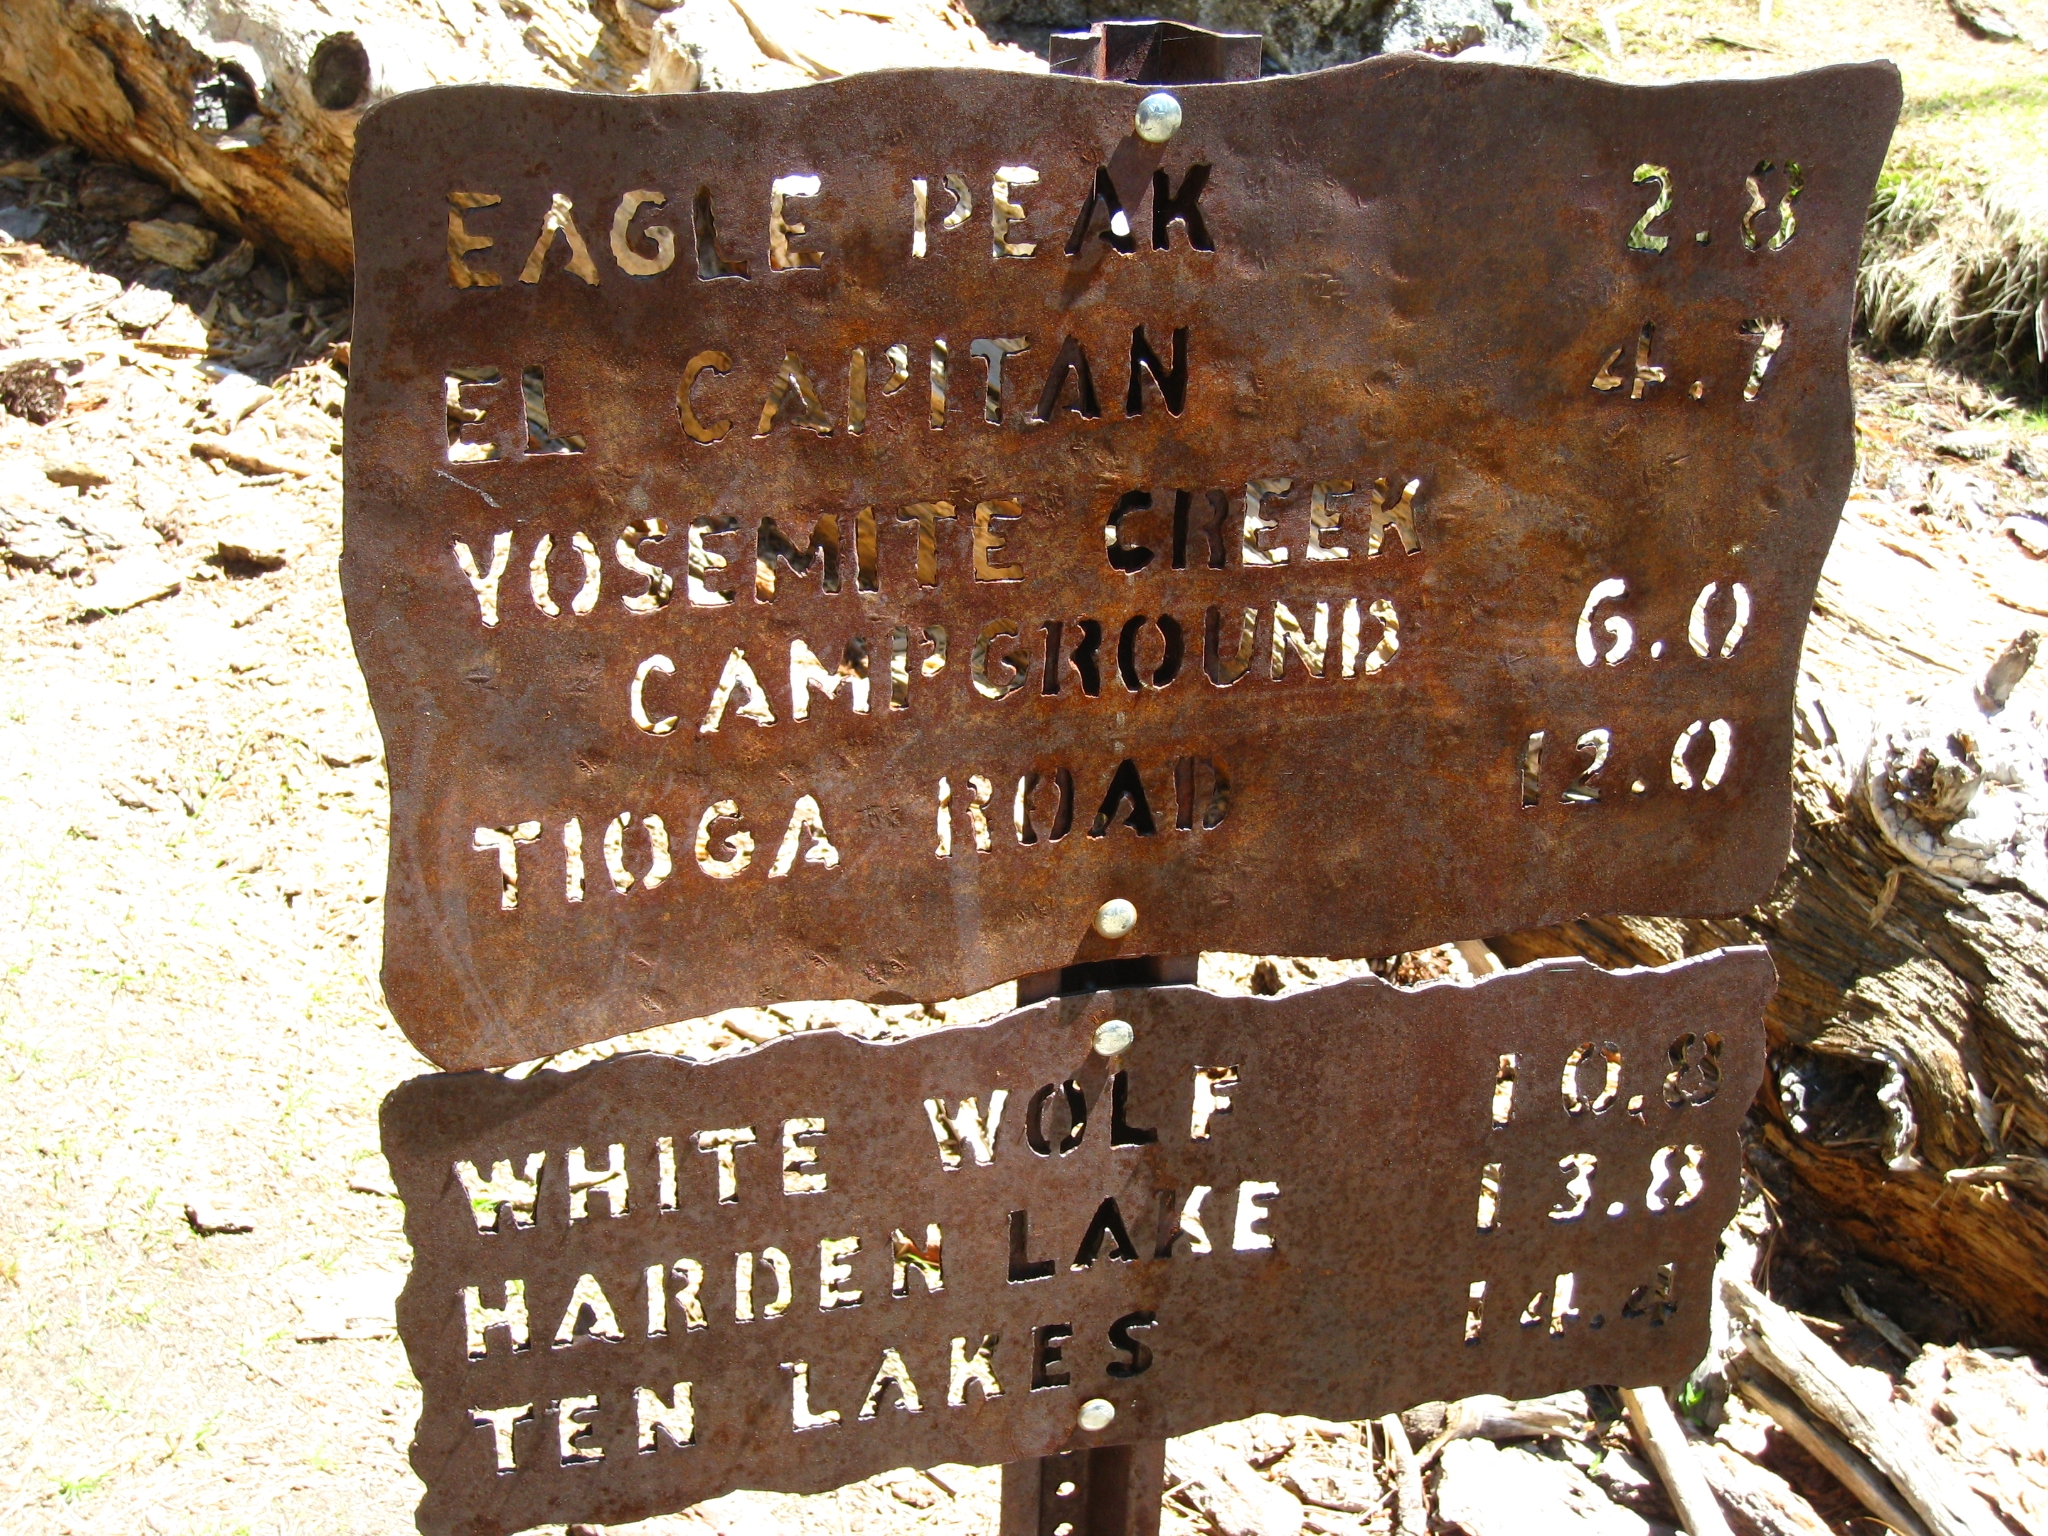 EAGLE PEAK 2.8
EL CAPITAN 4.7
YOSEMITE CREEK
CAMPGROUND 6.0
TIOGA ROAD 12.0
WHITE WOLF 10.8
HARDEN LAKE 13.8
TEN LAKES 14.4